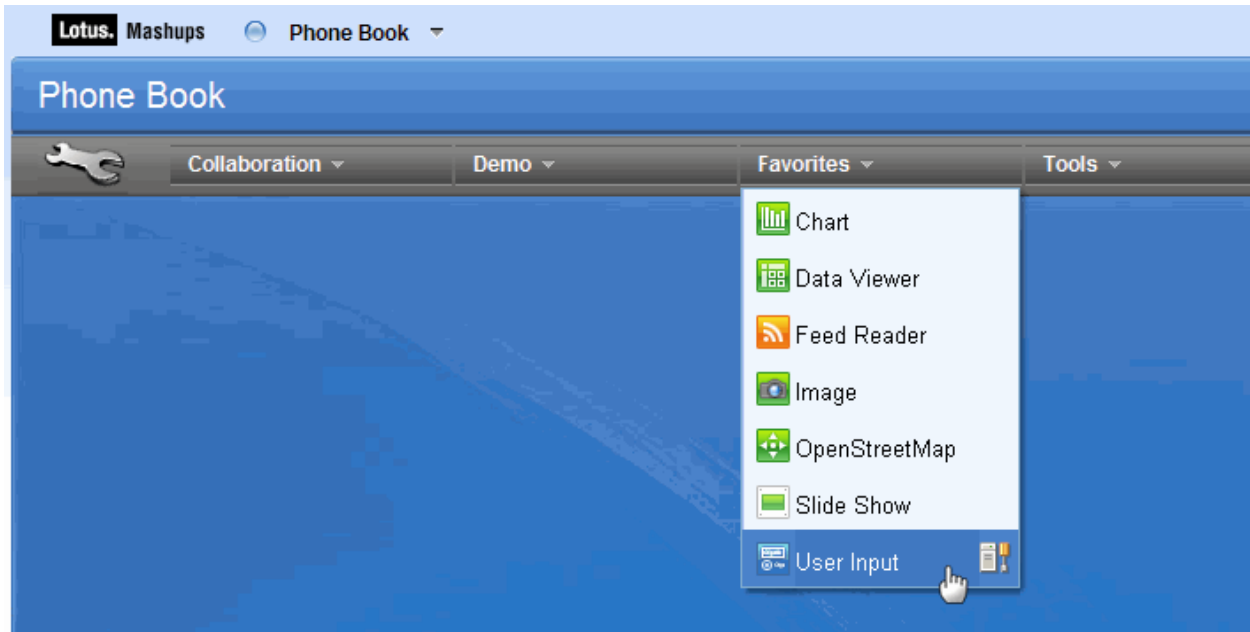 Lotus. Mashups Phone Book
Phone Book
Collaboration Demo Favorites Tools
Chart
Data Viewer
Feed Reader
Image
OpenStreetMap
Slide Show
User Input